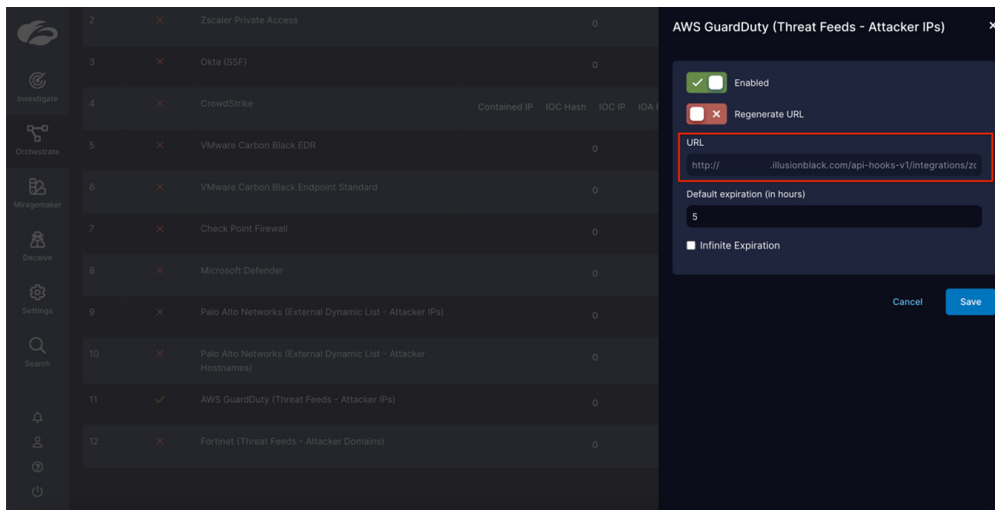 Investigate
Orchestrate
Miragemaker
Deceive
Settings
Search
2 Zscaler Private Access 0
3 Okta (SSF) 0
4 CrowdStrike Contained IP IOC Hash IOC IP IOA
5 VMware Carbon Black EDR 0
6 VMware Carbon Black Endpoint Standard 0
7 Check Point Firewall 0
8 Microsoft Defender 0
9 Palo Alto Networks (External Dynamic List - Attacker IPs) 0
10 Palo Alto Networks (External Dynamic List - Attacker 0
Hostnames)
11 AWS GuardDuty (Threat Feeds - Attacker IPs) 0
12 Fortinet (Threat Feeds - Attacker Domains) 0
AWS GuardDuty (Threat Feeds - Attacker IPs)
Enabled
Regenerate URL
URL
http:// .illusionblack.com/api-hooks-v1/integrations/
Default expiration (in hours)
5
Infinite Expiration
Cancel Save